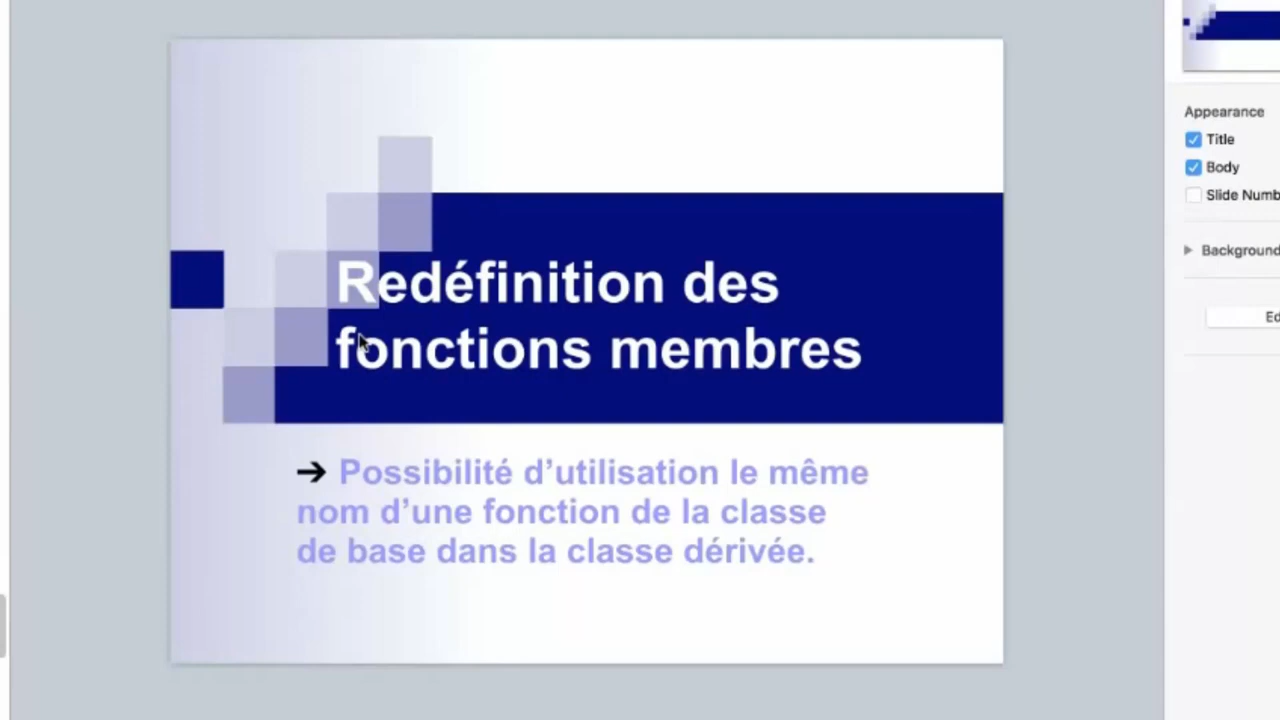 Redéfinition des
fonctions membres
➔ Possibilité d’utilisation le même
nom d’une fonction de la classe
de base dans la classe dérivée.
Appearance
Title
Body
Slide Numb
Background
Ed